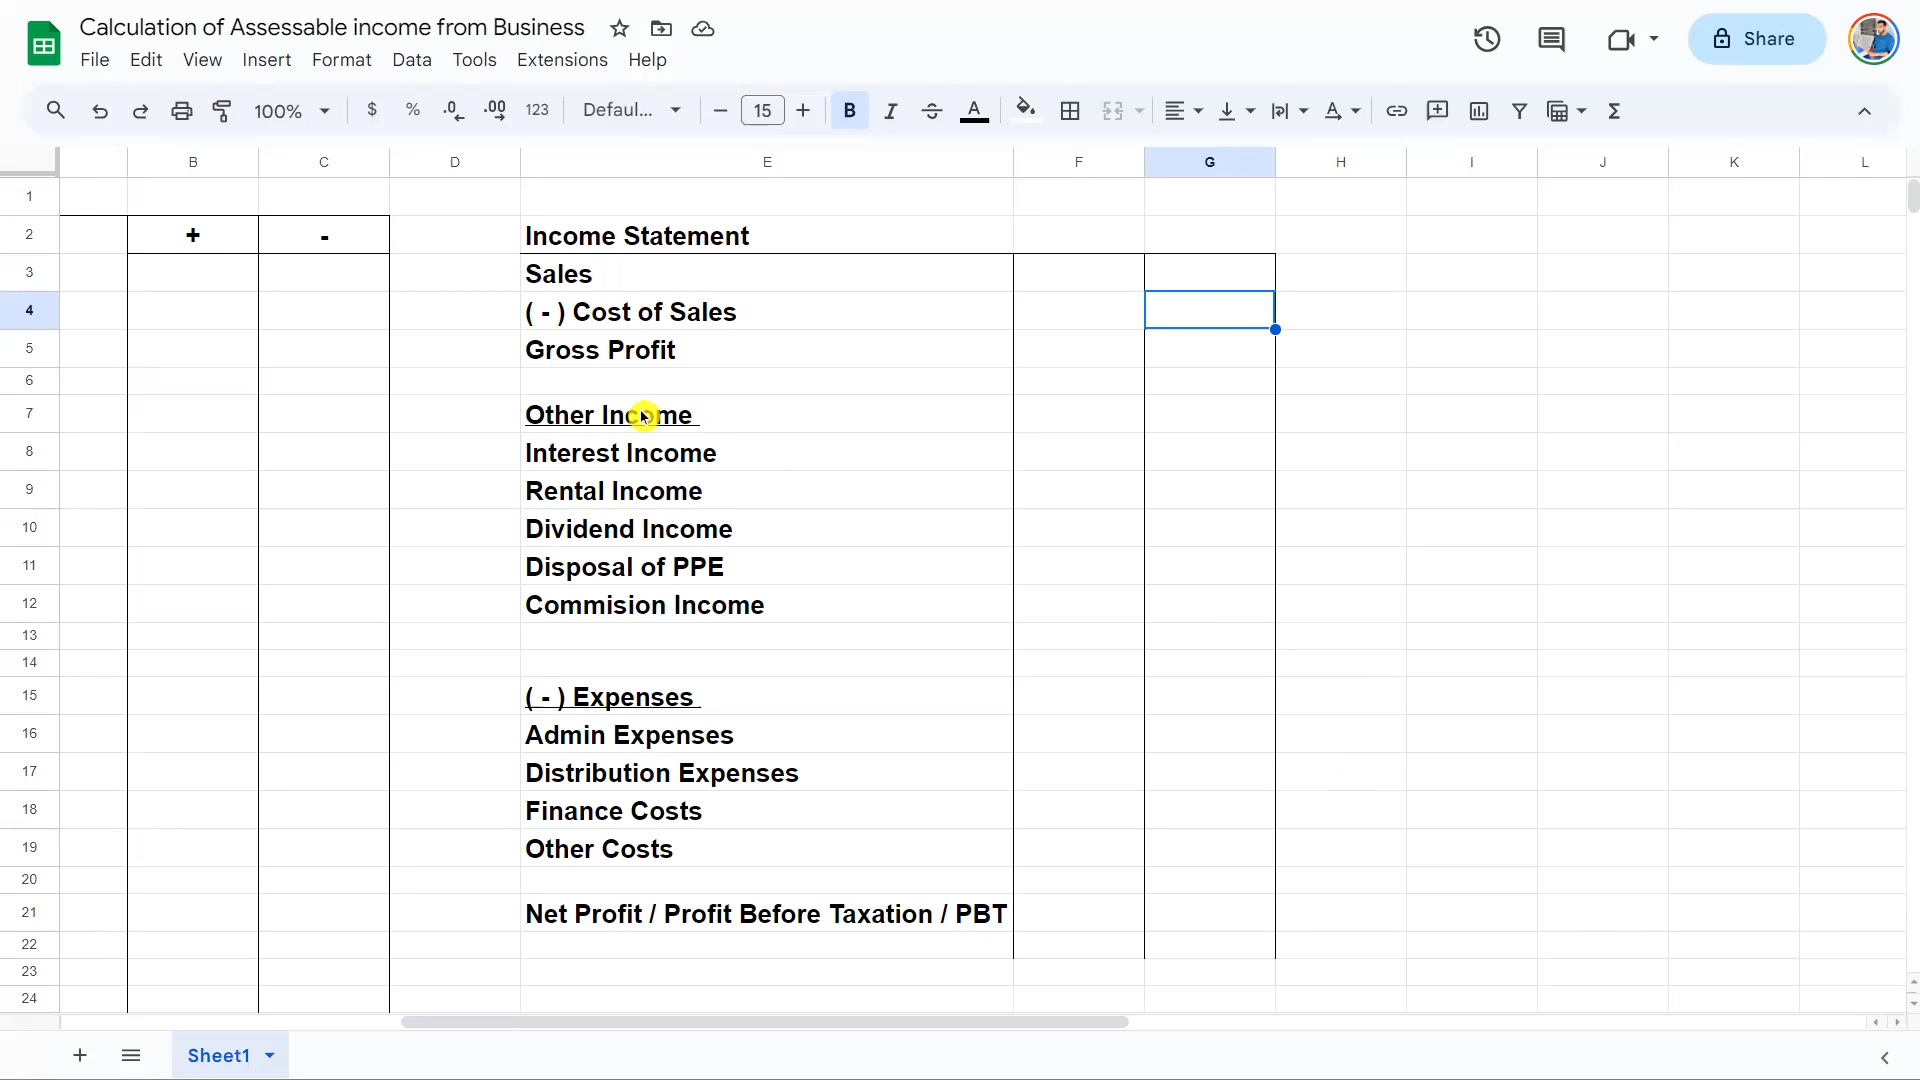 Calculation of Assessable income from Business
File Edit View Insert Format Data Tools Extensions Help
Share
100% $ % .0 .00 123 Defaul... 15 B I A
B C D E F G H I J K L
1
2 + - Income Statement
3 Sales
4 ( - ) Cost of Sales
5 Gross Profit
6
7 Other Income
8 Interest Income
9 Rental Income
10 Dividend Income
11 Disposal of PPE
12 Commision Income
13
14
15 ( - ) Expenses
16 Admin Expenses
17 Distribution Expenses
18 Finance Costs
19 Other Costs
20
21 Net Profit / Profit Before Taxation / PBT
22
23
24
Sheet1